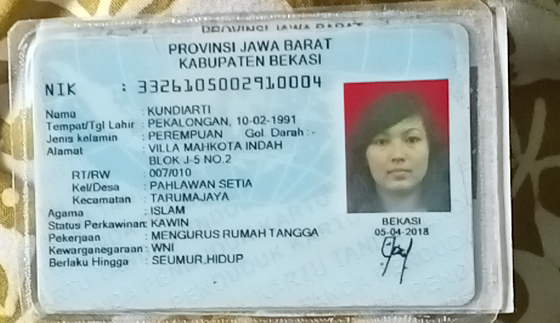 PROVINSI JAWA BARAT
PROVINSI JAWA BARAT
KABUPATEN BEKASI
NIK : 3326105002910004
Nama : KUNDIARTI
Tempat/Tgl Lahir : PEKALONGAN, 10-02-1991
Jenis kelamin : PEREMPUAN Gol. Darah : -
Alamat : VILLA MAHKOTA INDAH
BLOK J-5 NO.2
RT/RW : 007/010
Kel/Desa : PAHLAWAN SETIA
Kecamatan : TARUMAJAYA
Agama : ISLAM
Status Perkawinan: KAWIN
Pekerjaan : MENGURUS RUMAH TANGGA
Kewarganegaraan: WNI
Berlaku Hingga : SEUMUR HIDUP
BEKASI
05-04-2018